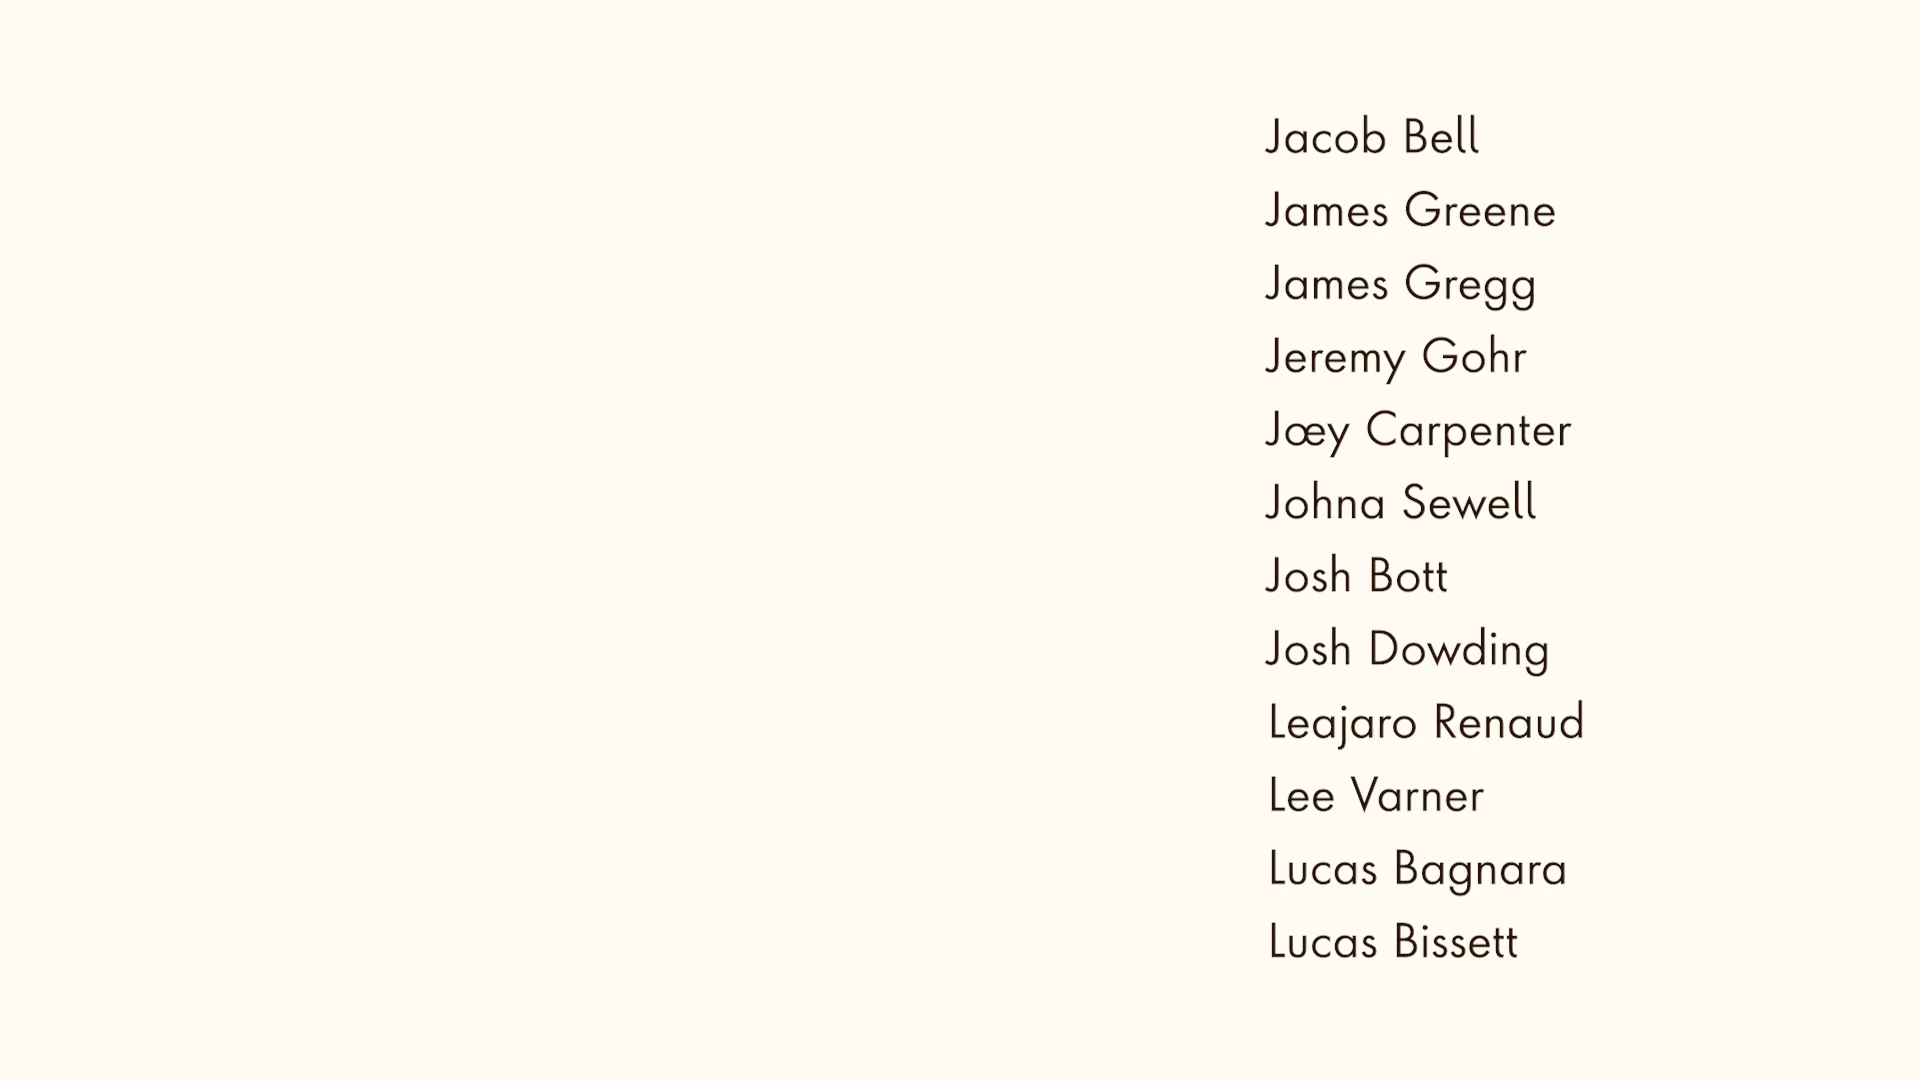 Jacob Bell
James Greene
James Gregg
Jeremy Gohr
Jœy Carpenter
Johna Sewell
Josh Bott
Josh Dowding
Leajaro Renaud
Lee Varner
Lucas Bagnara
Lucas Bissett